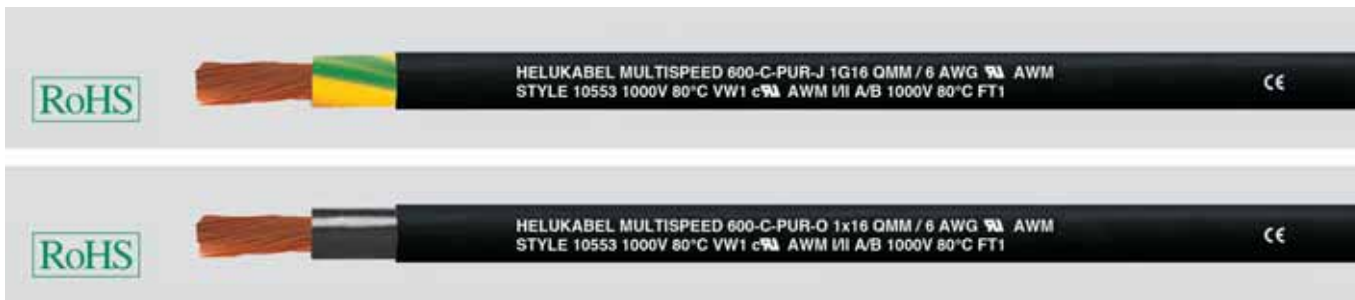 RoHS
HELUKABEL MULTISPEED 600-C-PUR-J 1G16 QMM / 6 AWG AWM
STYLE 10553 1000V 80°C VW1 c AWM I/II A/B 1000V 80°C FT1
CE
RoHS
HELUKABEL MULTISPEED 600-C-PUR-O 1x16 QMM / 6 AWG AWM
STYLE 10553 1000V 80°C VW1 c AWM I/II A/B 1000V 80°C FT1
CE